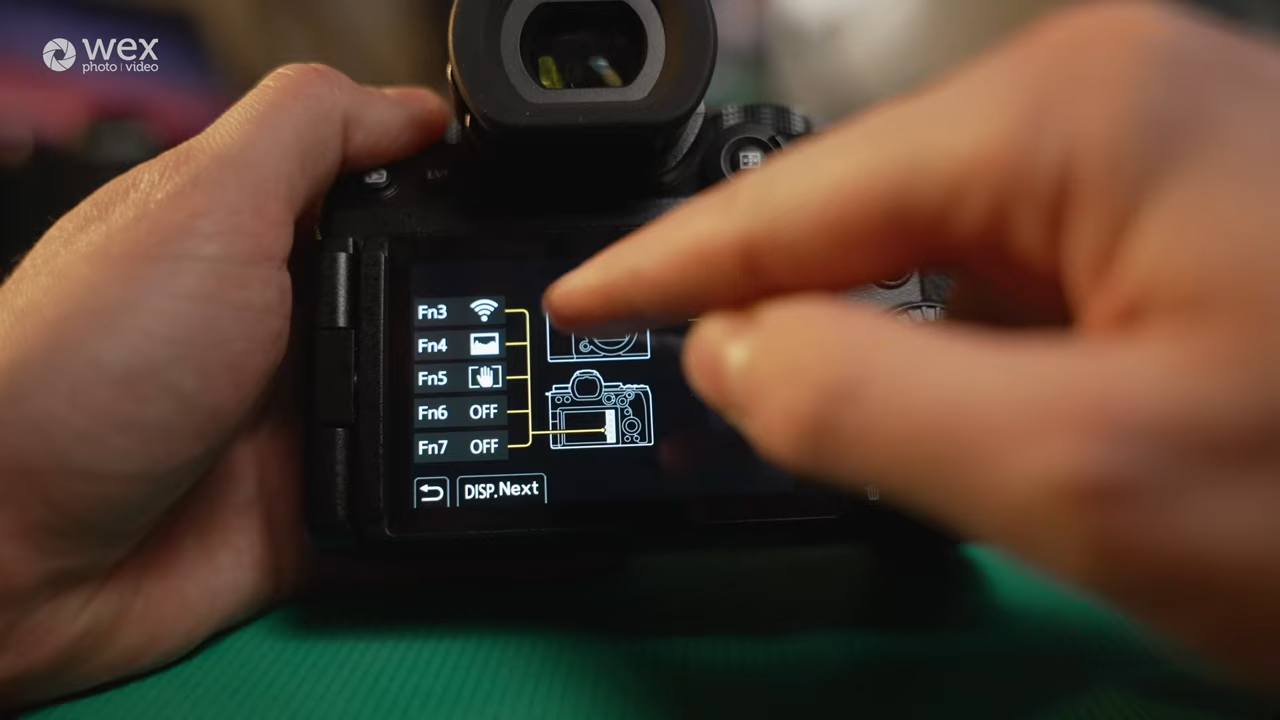 wex
photo | video
Fn3
Fn4
Fn5
Fn6 OFF
Fn7 OFF
DISP.Next